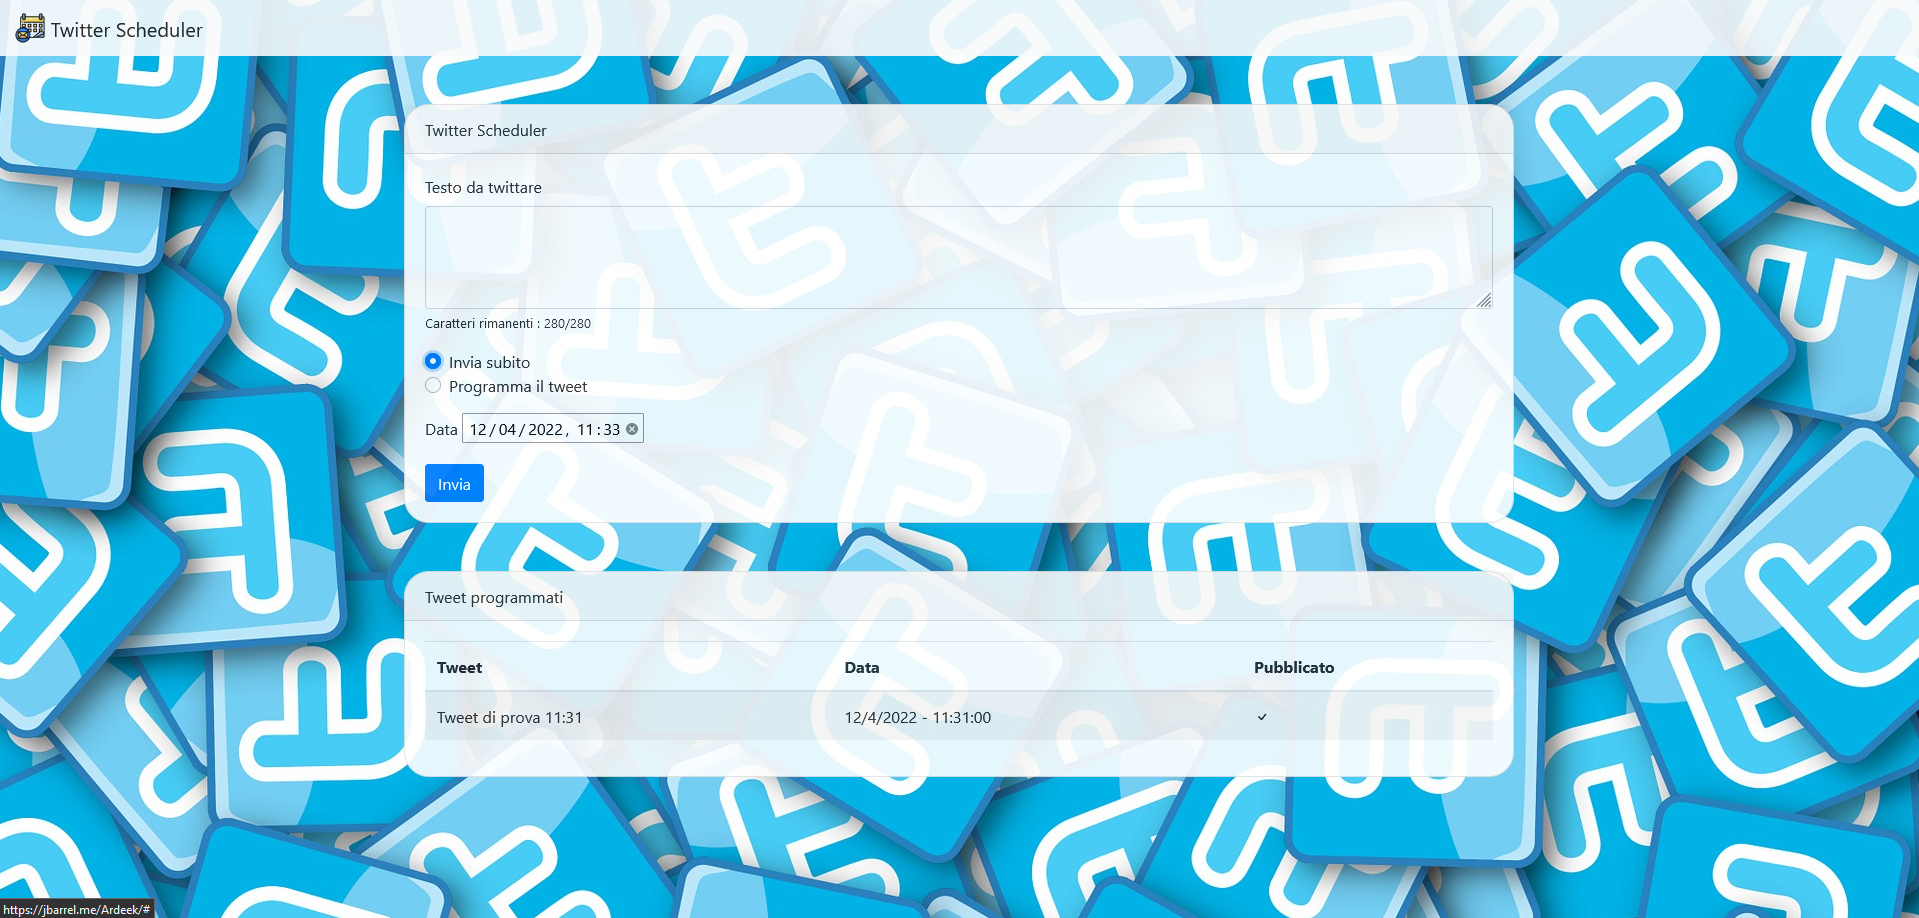 Twitter Scheduler
Twitter Scheduler
Testo da twittare
Caratteri rimanenti : 280/280
Invia subito
Programma il tweet
Data 12/04/2022, 11:33
Invia
Tweet programmati
Tweet Data Pubblicato
Tweet di prova 11:31 12/4/2022 - 11:31:00
https://jbarrel.me/Ardeek/#